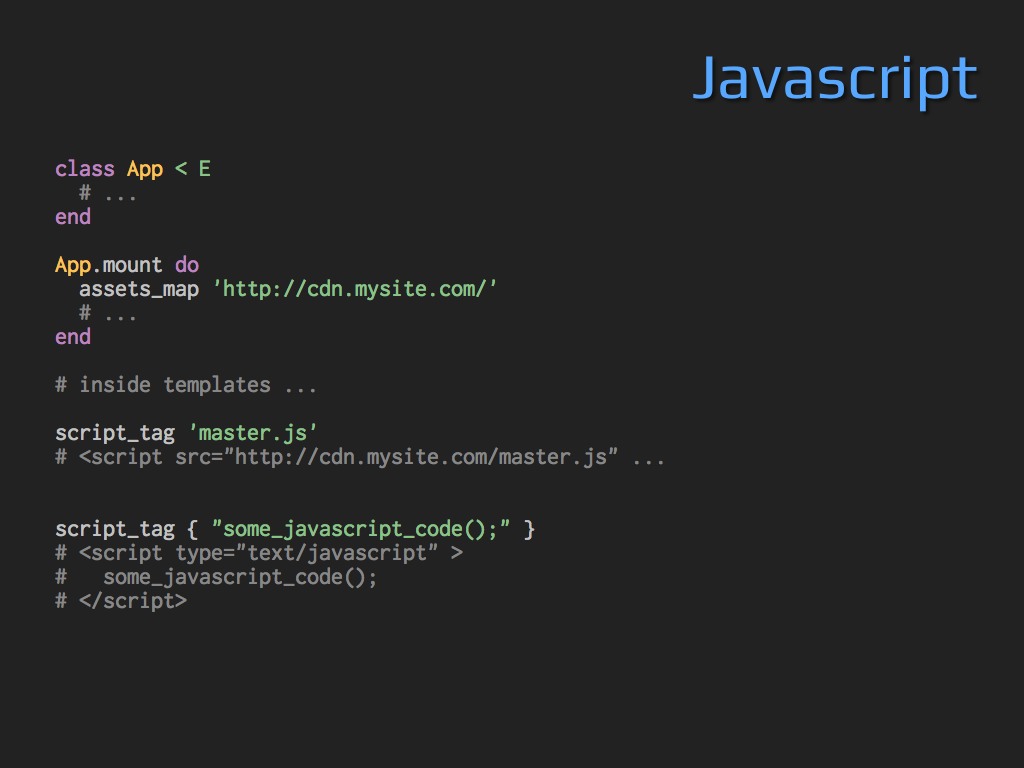 Javascript
class App < E
  # ...
end
App.mount do
  assets_map 'http://cdn.mysite.com/'
  # ...
end
# inside templates ...
script_tag 'master.js'
# <script src="http://cdn.mysite.com/master.js" ...
script_tag { "some_javascript_code();" }
# <script type="text/javascript" >
#   some_javascript_code();
# </script>